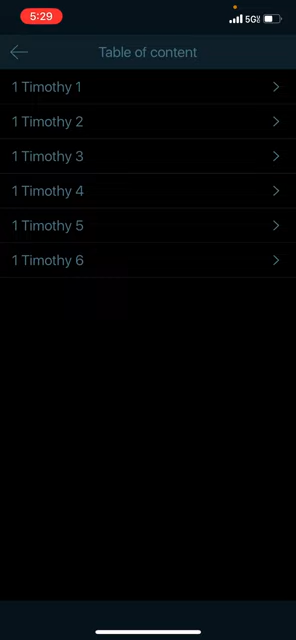 5:29
5G
Table of content
1 Timothy 1
1 Timothy 2
1 Timothy 3
1 Timothy 4
1 Timothy 5
1 Timothy 6